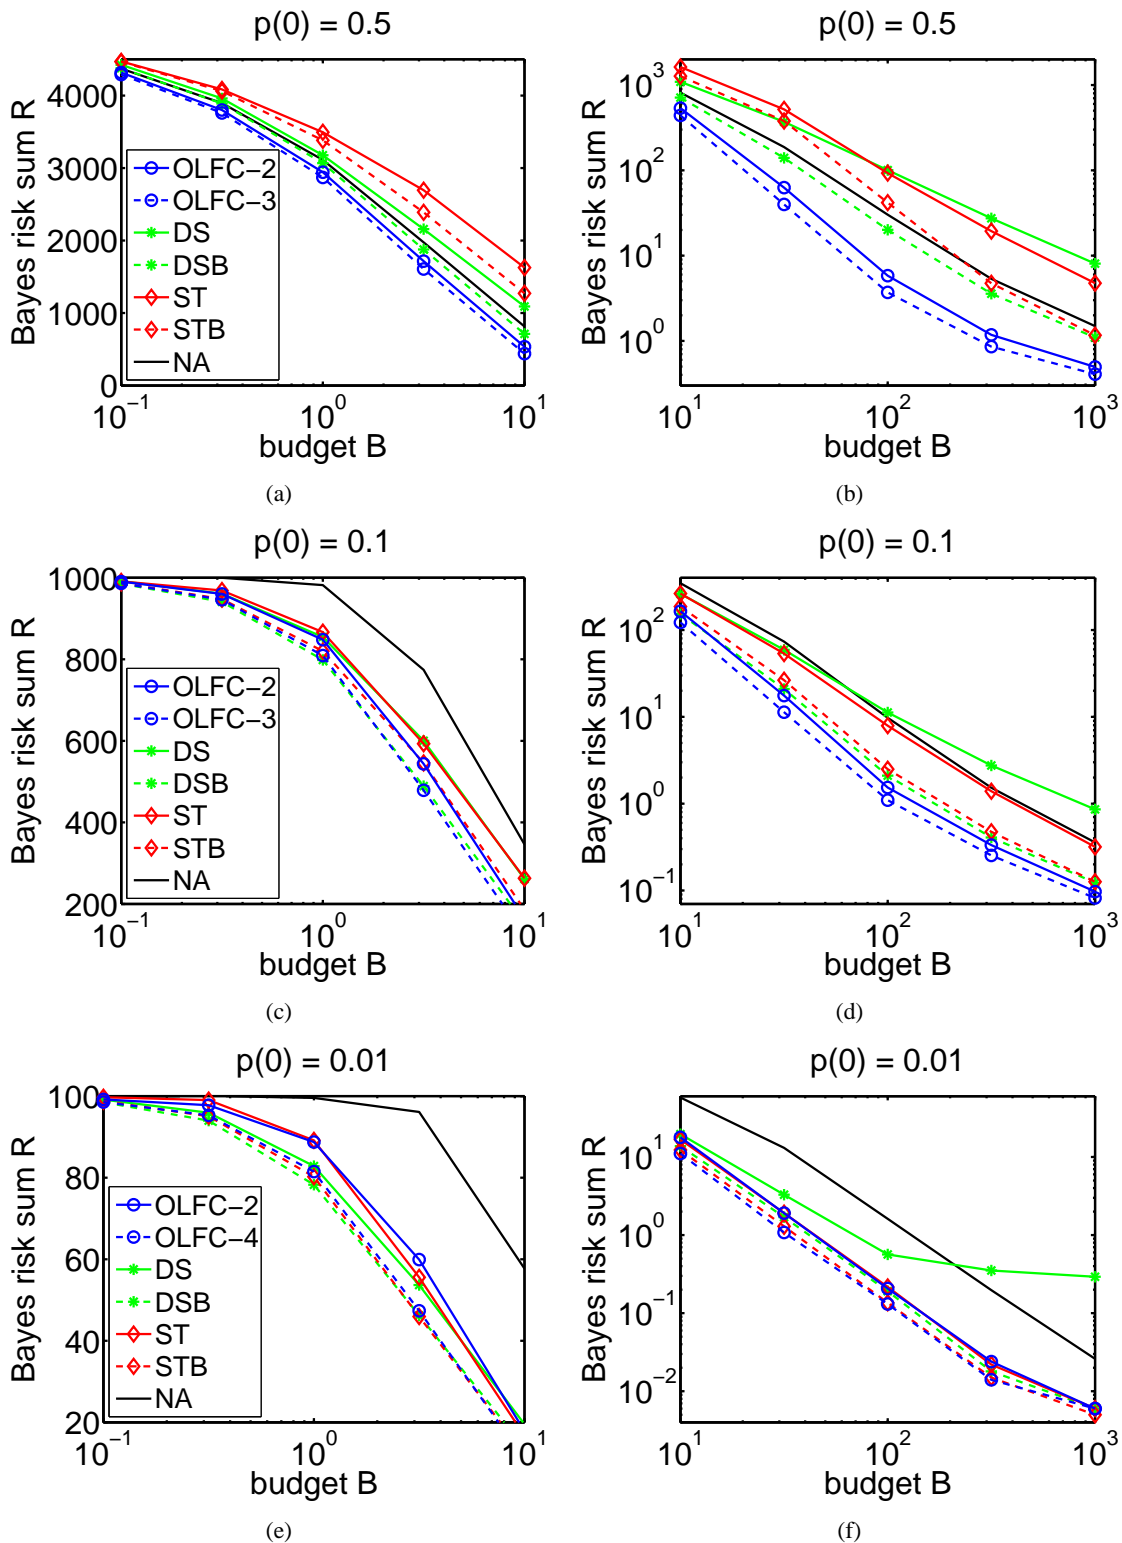 p(0) = 0.5
Bayes risk sum R
4000
3000
2000
1000
0
OLFC−2
OLFC−3
DS
DSB
ST
STB
NA
10^−1
10^0
10^1
budget B
(a)
p(0) = 0.5
Bayes risk sum R
10^3
10^2
10^1
10^0
10^1
10^2
10^3
budget B
(b)
p(0) = 0.1
Bayes risk sum R
1000
800
600
400
200
OLFC−2
OLFC−3
DS
DSB
ST
STB
NA
10^−1
10^0
10^1
budget B
(c)
p(0) = 0.1
Bayes risk sum R
10^2
10^1
10^0
10^−1
10^1
10^2
10^3
budget B
(d)
p(0) = 0.01
Bayes risk sum R
100
80
60
40
20
OLFC−2
OLFC−4
DS
DSB
ST
STB
NA
10^−1
10^0
10^1
budget B
(e)
p(0) = 0.01
Bayes risk sum R
10^1
10^0
10^−1
10^−2
10^1
10^2
10^3
budget B
(f)